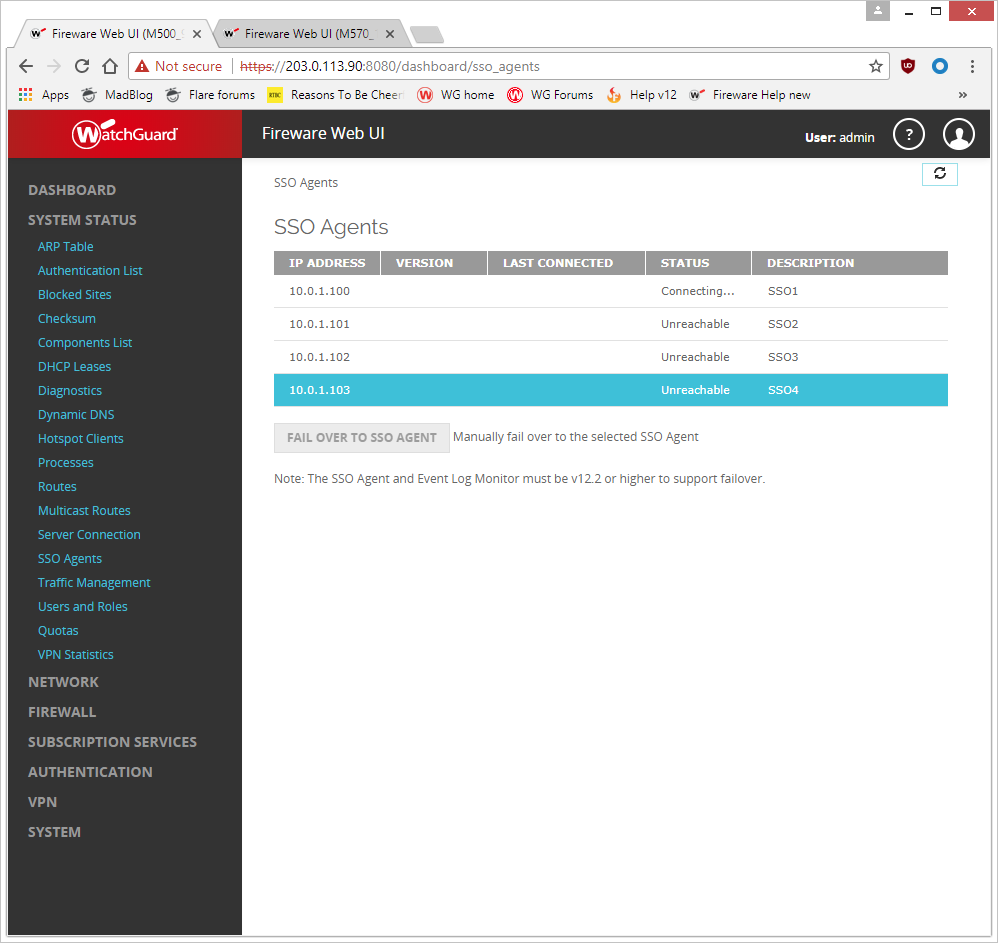 Fireware Web UI (M500_
Fireware Web UI (M570_
Not secure https://203.0.113.90:8080/dashboard/sso_agents
Apps MadBlog Flare forums Reasons To Be Cheer WG home WG Forums Help v12 Fireware Help new »
WatchGuard
Fireware Web UI
User: admin
?
DASHBOARD
SYSTEM STATUS
ARP Table
Authentication List
Blocked Sites
Checksum
Components List
DHCP Leases
Diagnostics
Dynamic DNS
Hotspot Clients
Processes
Routes
Multicast Routes
Server Connection
SSO Agents
Traffic Management
Users and Roles
Quotas
VPN Statistics
NETWORK
FIREWALL
SUBSCRIPTION SERVICES
AUTHENTICATION
VPN
SYSTEM
SSO Agents
SSO Agents
IP ADDRESS VERSION LAST CONNECTED STATUS DESCRIPTION
10.0.1.100 Connecting... SSO1
10.0.1.101 Unreachable SSO2
10.0.1.102 Unreachable SSO3
10.0.1.103 Unreachable SSO4
FAIL OVER TO SSO AGENT Manually fail over to the selected SSO Agent
Note: The SSO Agent and Event Log Monitor must be v12.2 or higher to support failover.